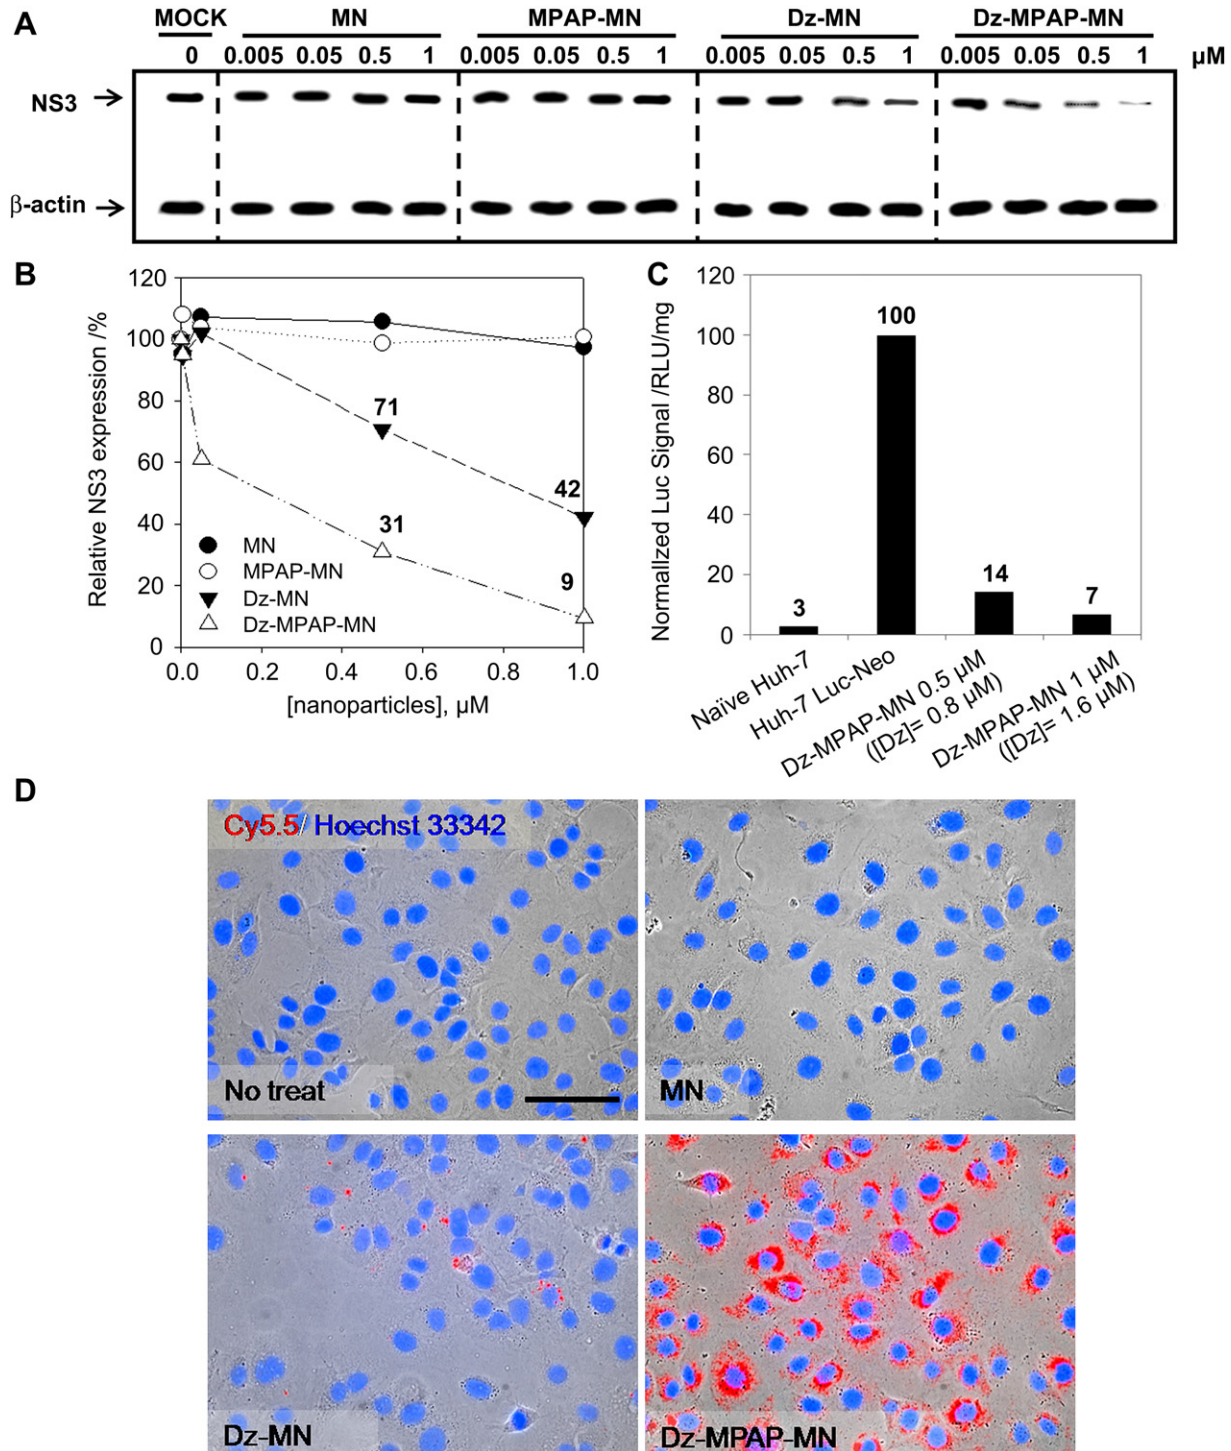 A
MOCK MN MPAP-MN Dz-MN Dz-MPAP-MN
0 0.005 0.05 0.5 1 0.005 0.05 0.5 1 0.005 0.05 0.5 1 0.005 0.05 0.5 1 µM
NS3
β-actin
B
120
100
80
60
40
20
0
Relative NS3 expression /%
71
42
31
9
MN
MPAP-MN
Dz-MN
Dz-MPAP-MN
0.0 0.2 0.4 0.6 0.8 1.0
[nanoparticles], µM
C
120
100
80
60
40
20
0
Normalized Luc Signal /RLU/mg
3
100
14
7
Naïve Huh-7
Huh-7 Luc-Neo
Dz-MPAP-MN 0.5 µM
([Dz]= 0.8 µM)
Dz-MPAP-MN 1 µM
([Dz]= 1.6 µM)
D
Cy5.5/ Hoechst 33342
No treat
MN
Dz-MN
Dz-MPAP-MN